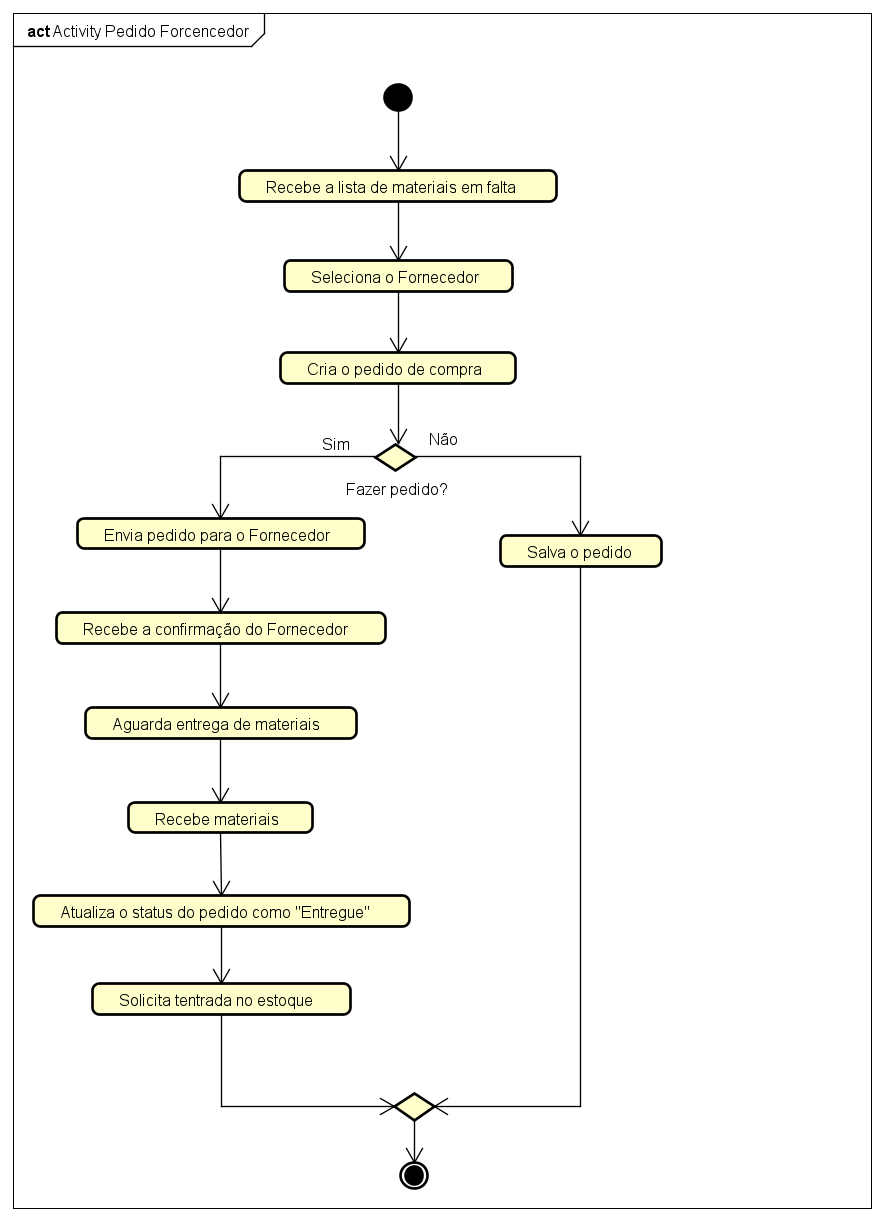 act Activity Pedido Forcencedor
Recebe a lista de materiais em falta
Seleciona o Fornecedor
Cria o pedido de compra
Sim
Não
Fazer pedido?
Envia pedido para o Fornecedor
Salva o pedido
Recebe a confirmação do Fornecedor
Aguarda entrega de materiais
Recebe materiais
Atualiza o status do pedido como "Entregue"
Solicita tentrada no estoque